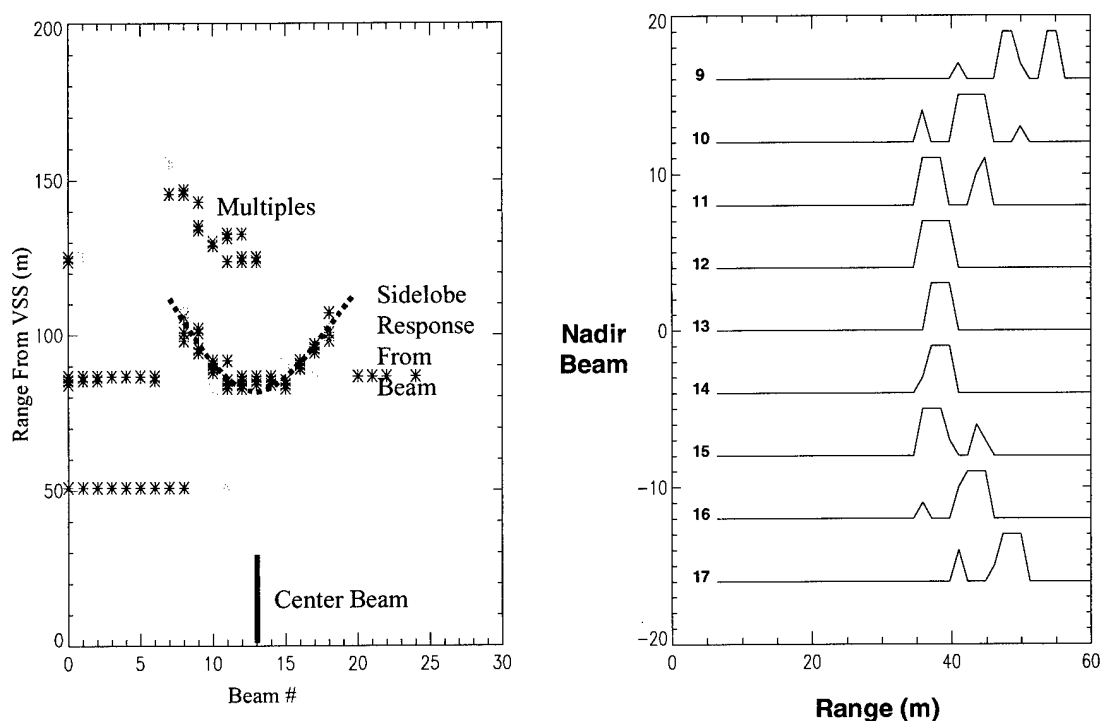 200
150
100
50
0
Range From VSS (m)
Multiples
Sidelobe
Response
From
Beam
Center Beam
0 5 10 15 20 25 30
Beam #
20
10
0
-10
-20
Nadir
Beam
9
10
11
12
13
14
15
16
17
0 20 40 60
Range (m)